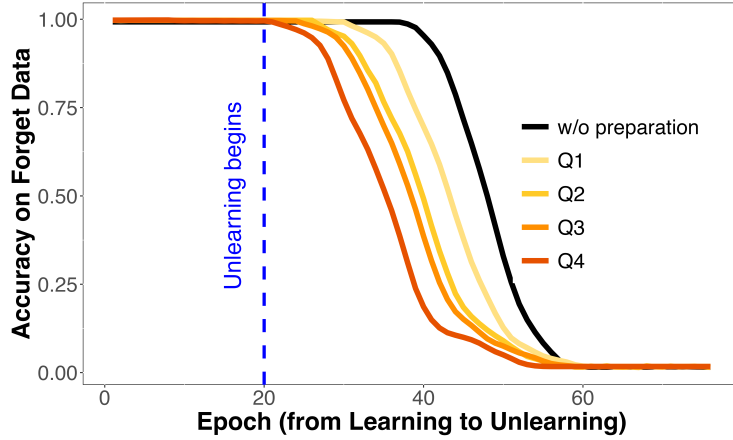 1.00
0.75
0.50
0.25
0.00
Accuracy on Forget Data
Unlearning begins
w/o preparation
Q1
Q2
Q3
Q4
0
20
40
60
Epoch (from Learning to Unlearning)